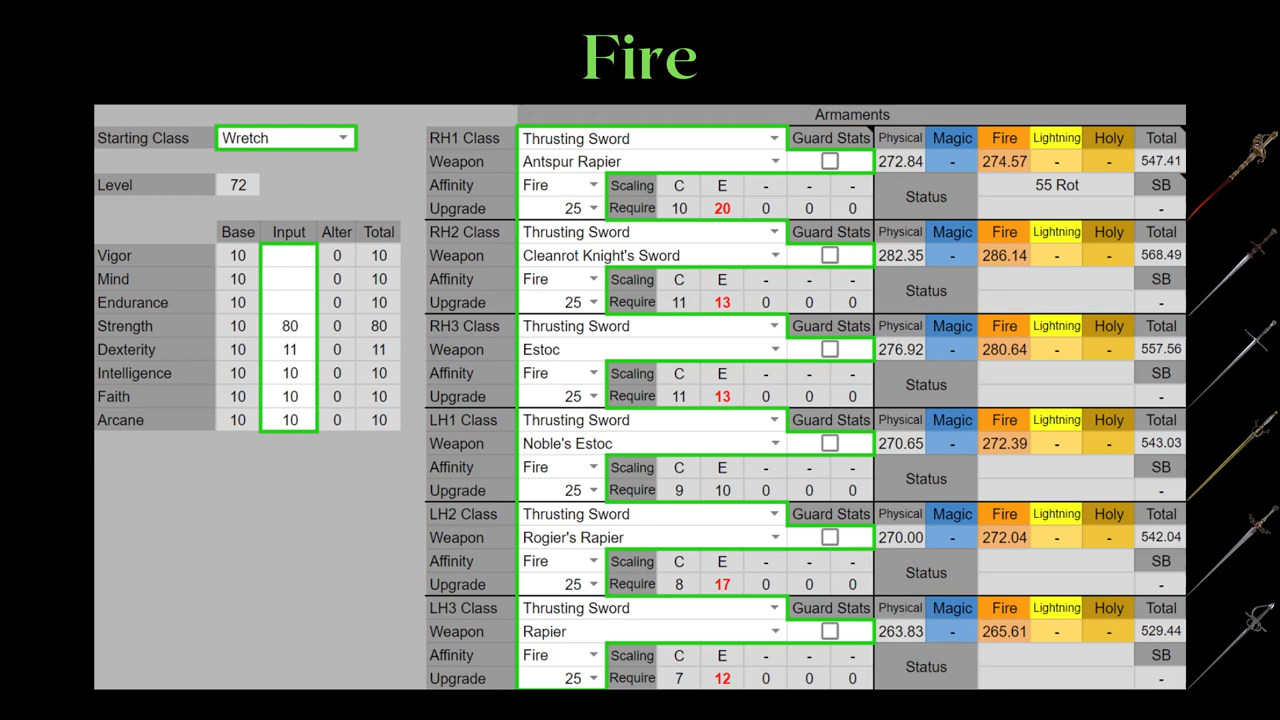 Fire
Armaments
Starting Class Wretch
Level 72
Base Input Alter Total
Vigor 10 0 10
Mind 10 0 10
Endurance 10 0 10
Strength 10 80 0 80
Dexterity 10 11 0 11
Intelligence 10 10 0 10
Faith 10 10 0 10
Arcane 10 10 0 10
RH1 Class Thrusting Sword Guard Stats Physical Magic Fire Lightning Holy Total
Weapon Antspur Rapier 272.84 - 274.57 - - 547.41
Affinity Fire Scaling C E - - - Status 55 Rot SB
Upgrade 25 Require 10 20 0 0 0 -
RH2 Class Thrusting Sword Guard Stats Physical Magic Fire Lightning Holy Total
Weapon Cleanrot Knight's Sword 282.35 - 286.14 - - 568.49
Affinity Fire Scaling C E - - - Status SB
Upgrade 25 Require 11 13 0 0 0 -
RH3 Class Thrusting Sword Guard Stats Physical Magic Fire Lightning Holy Total
Weapon Estoc 276.92 - 280.64 - - 557.56
Affinity Fire Scaling C E - - - Status SB
Upgrade 25 Require 11 13 0 0 0 -
LH1 Class Thrusting Sword Guard Stats Physical Magic Fire Lightning Holy Total
Weapon Noble's Estoc 270.65 - 272.39 - - 543.03
Affinity Fire Scaling C E - - - Status SB
Upgrade 25 Require 9 10 0 0 0 -
LH2 Class Thrusting Sword Guard Stats Physical Magic Fire Lightning Holy Total
Weapon Rogier's Rapier 270.00 - 272.04 - - 542.04
Affinity Fire Scaling C E - - - Status SB
Upgrade 25 Require 8 17 0 0 0 -
LH3 Class Thrusting Sword Guard Stats Physical Magic Fire Lightning Holy Total
Weapon Rapier 263.83 - 265.61 - - 529.44
Affinity Fire Scaling C E - - - Status SB
Upgrade 25 Require 7 12 0 0 0 -